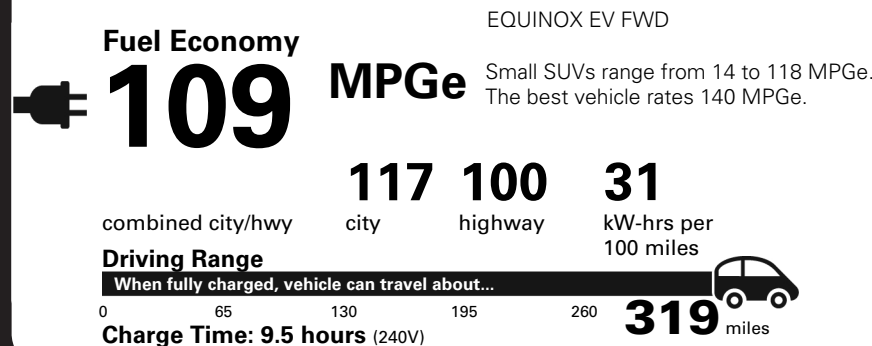 EQUINOX EV FWD
Fuel Economy
109 MPGe
Small SUVs range from 14 to 118 MPGe.
The best vehicle rates 140 MPGe.
117 100 31
combined city/hwy city highway kW-hrs per
100 miles
Driving Range
When fully charged, vehicle can travel about...
0 65 130 195 260 319 miles
Charge Time: 9.5 hours (240V)